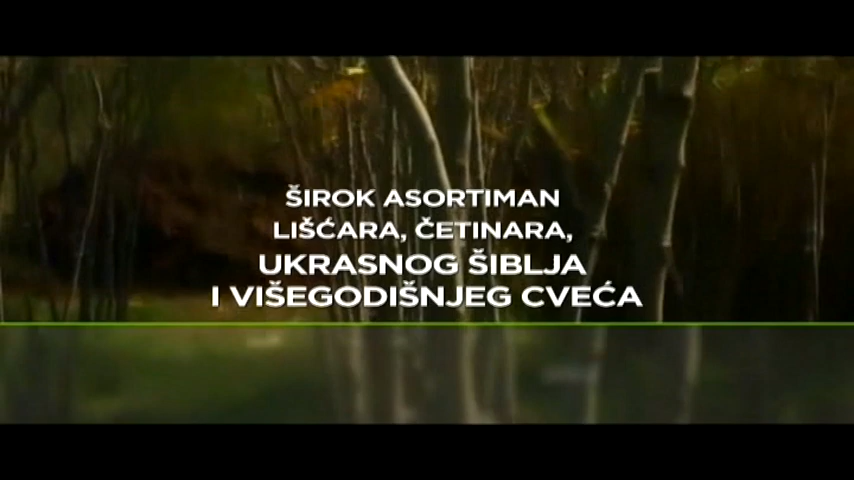 ŠIROK ASORTIMAN
LIŠĆARA, ČETINARA,
UKRASNOG ŠIBLJA
I VIŠEGODIŠNJEG CVEĆA